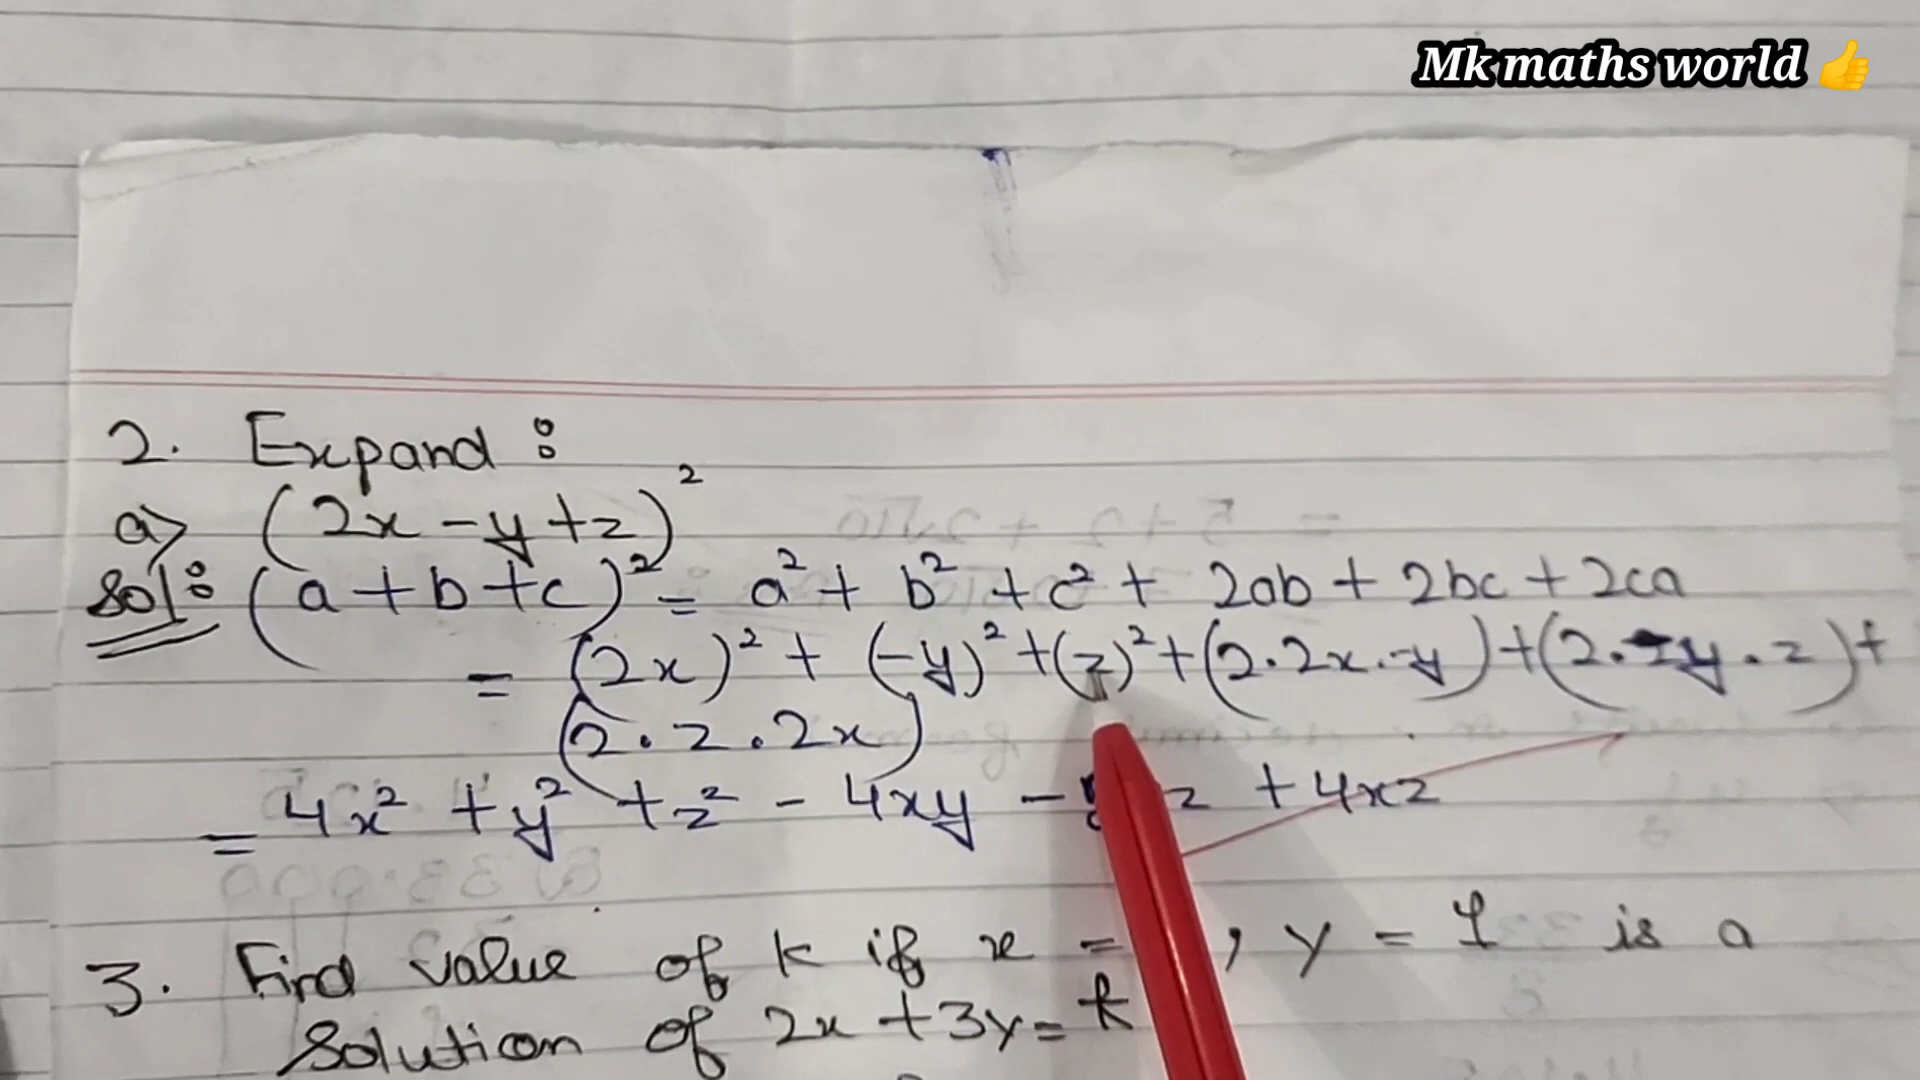 Mk maths world 👍
2. Expand :
a) (2x - y + z)²
Sol: (a + b + c)² = a² + b² + c² + 2ab + 2bc + 2ca
= (2x)² + (-y)² + (z)² + (2.2x.-y) + (2.-y.z) +
(2.z.2x)
= 4x² + y² + z² - 4xy - z + 4xz
3. Find value of k if x = , y = 1 is a
Solution of 2x + 3y = k